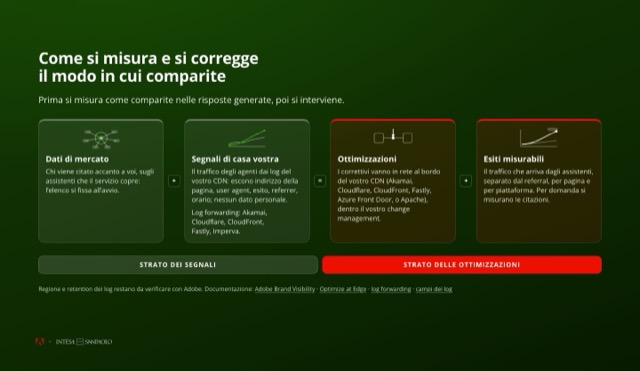 Come si misura e si corregge
il modo in cui comparite
Prima si misura come comparite nelle risposte generate, poi si interviene.
Dati di mercato
Chi viene citato accanto a voi, sugli
assistenti che il servizio copre:
l'elenco si fissa all'avvio.
Segnali di casa vostra
Il traffico degli agenti dai log del
vostro CDN: escono indirizzo della
pagina, user agent, esito, referrer,
orario; nessun dato personale.
Log forwarding: Akamai,
Cloudflare, CloudFront,
Fastly, Imperva.
Ottimizzazioni
I correttivi vanno in rete al bordo
del vostro CDN (Akamai,
Cloudflare, CloudFront, Fastly,
Azure Front Door, o Apache),
dentro il vostro change
management.
Esiti misurabili
Il traffico che arriva dagli assistenti,
separato dal referral, per pagina e
per piattaforma. Per domanda si
misurano le citazioni.
STRATO DEI SEGNALI
STRATO DELLE OTTIMIZZAZIONI
Regione e retention dei log restano da verificare con Adobe. Documentazione: Adobe Brand Visibility · Optimize at Edge · log forwarding · campi dei log
INTESA SANPAOLO